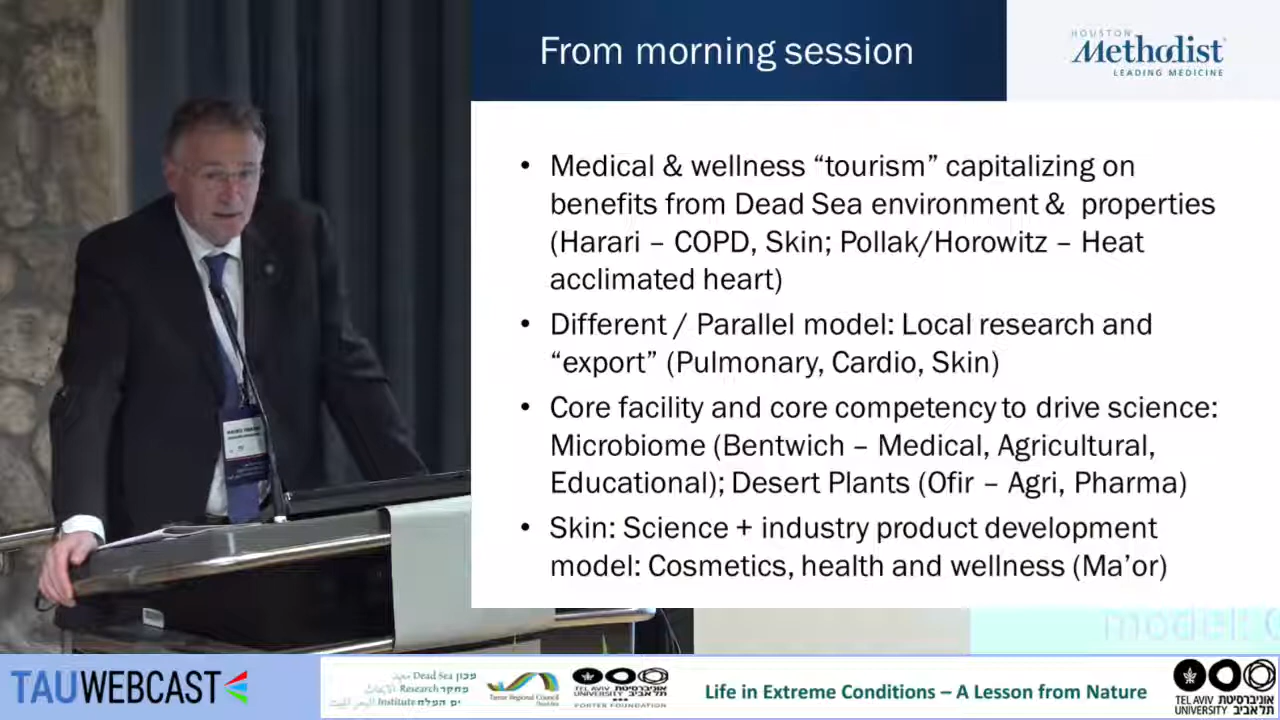 From morning session
HOUSTON
Methodist
LEADING MEDICINE
• Medical & wellness “tourism” capitalizing on
benefits from Dead Sea environment & properties
(Harari – COPD, Skin; Pollak/Horowitz – Heat
acclimated heart)
• Different / Parallel model: Local research and
“export” (Pulmonary, Cardio, Skin)
• Core facility and core competency to drive science:
Microbiome (Bentwich – Medical, Agricultural,
Educational); Desert Plants (Ofir – Agri, Pharma)
• Skin: Science + industry product development
model: Cosmetics, health and wellness (Ma’or)
model: C
TAUWEBCAST
Dead Sea מכון
Research מחקר
Institute ים המלח
Tamar Regional Council
TEL AVIV אוניברסיטת
UNIVERSITY תל אביב
PORTER FOUNDATION
Life in Extreme Conditions – A Lesson from Nature
TEL AVIV אוניברסיטת
UNIVERSITY תל אביב